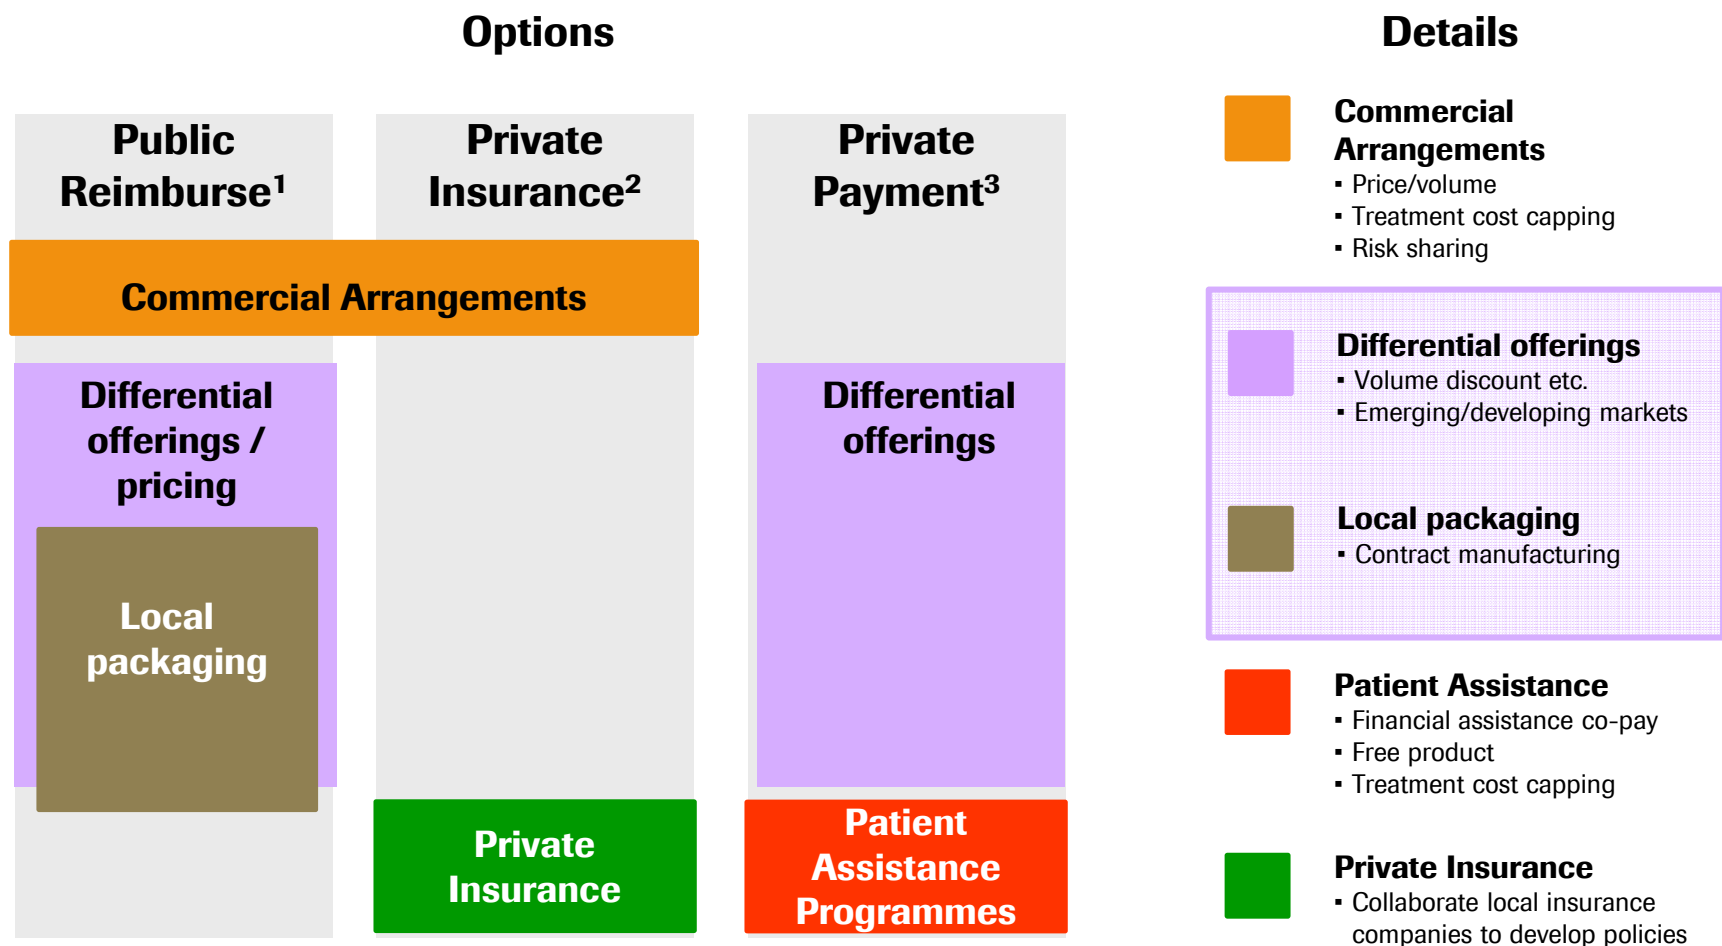 Options
Details
Public
Reimburse¹
Private
Insurance²
Private
Payment³
Commercial Arrangements
Differential
offerings /
pricing
Local
packaging
Differential
offerings
Private
Insurance
Patient
Assistance
Programmes
Commercial
Arrangements
▪ Price/volume
▪ Treatment cost capping
▪ Risk sharing
Differential offerings
▪ Volume discount etc.
▪ Emerging/developing markets
Local packaging
▪ Contract manufacturing
Patient Assistance
▪ Financial assistance co-pay
▪ Free product
▪ Treatment cost capping
Private Insurance
▪ Collaborate local insurance
companies to develop policies